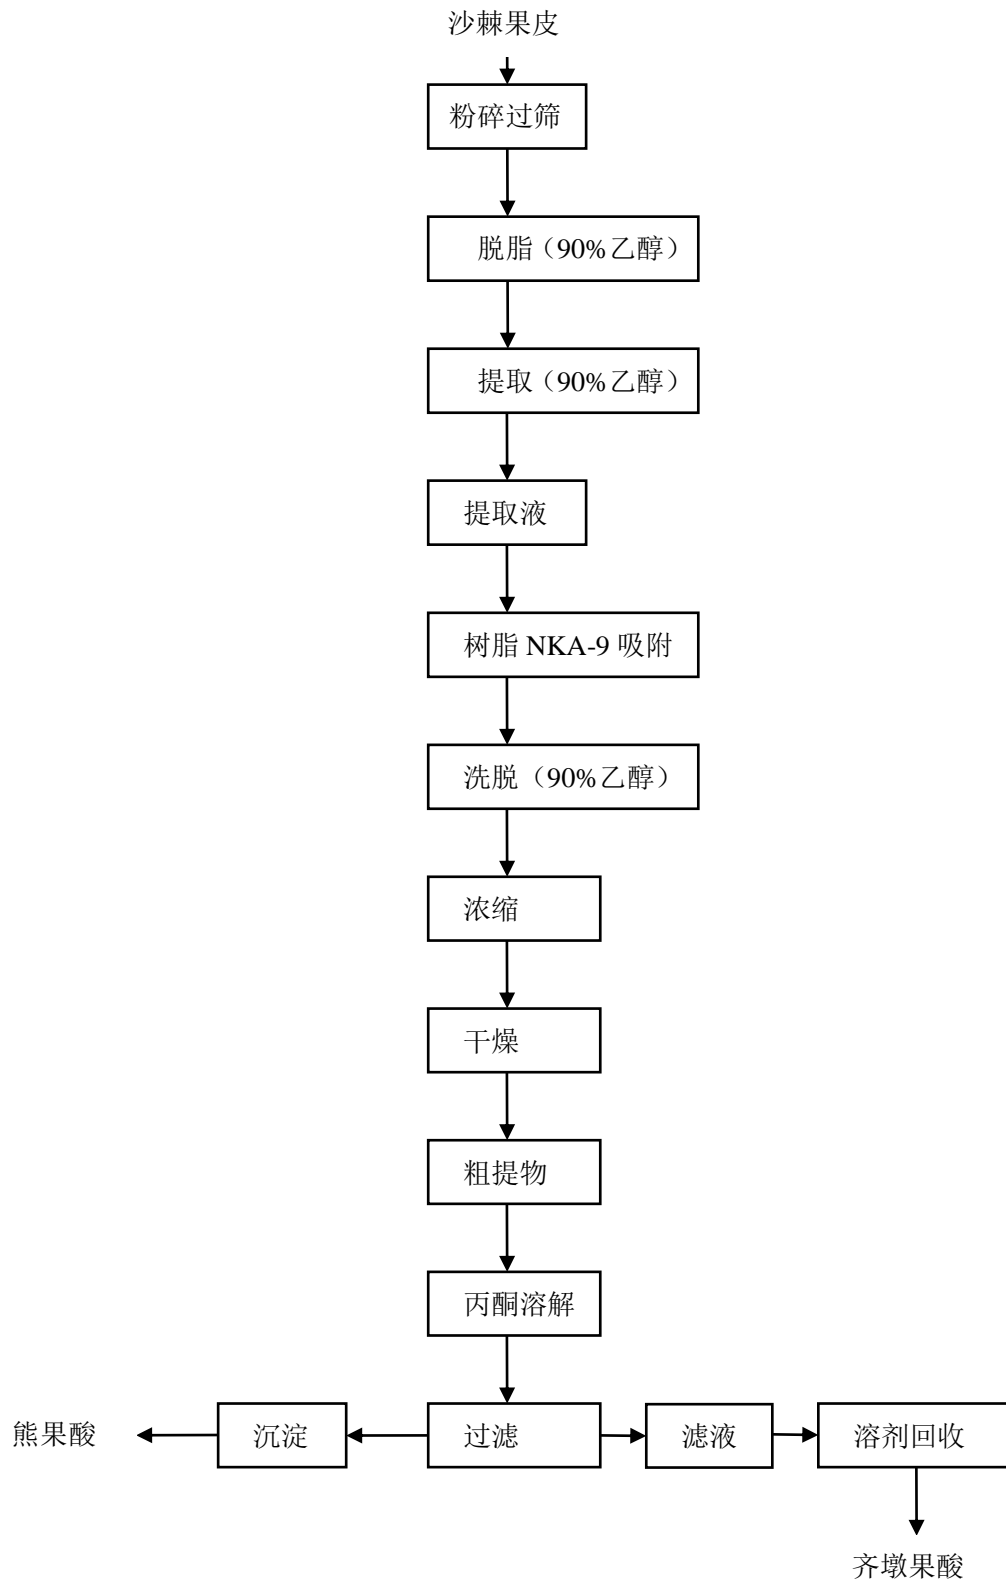 沙棘果皮
粉碎过筛
脱脂（90%乙醇）
提取（90%乙醇）
提取液
树脂 NKA-9 吸附
洗脱（90%乙醇）
浓缩
干燥
粗提物
丙酮溶解
熊果酸 沉淀 过滤 滤液 溶剂回收
齐墩果酸